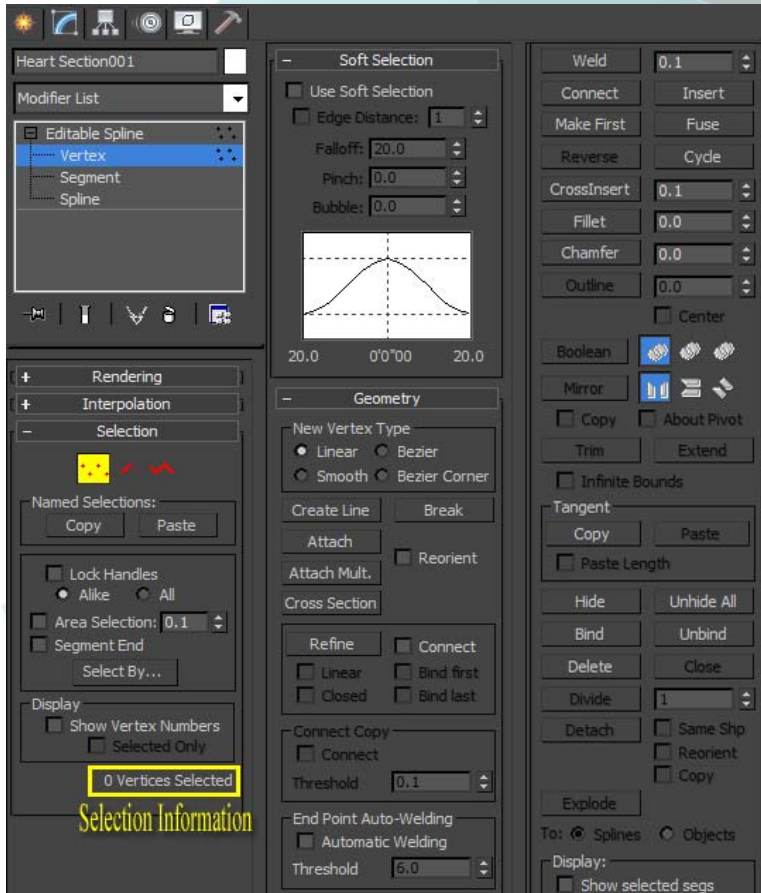 Heart Section001
Modifier List
Editable Spline
Vertex
Segment
Spline
Rendering
Interpolation
Selection
Named Selections:
Copy Paste
Lock Handles
Alike All
Area Selection: 0.1
Segment End
Select By...
Display
Show Vertex Numbers
Selected Only
0 Vertices Selected
Selection Information
Soft Selection
Use Soft Selection
Edge Distance: 1
Falloff: 20.0
Pinch: 0.0
Bubble: 0.0
20.0 0'0"00 20.0
Geometry
New Vertex Type
Linear Bezier
Smooth Bezier Corner
Create Line Break
Attach
Reorient
Attach Mult.
Cross Section
Refine Connect
Linear Bind first
Closed Bind last
Connect Copy
Connect
Threshold 0.1
End Point Auto-Welding
Automatic Welding
Threshold 6.0
Weld 0.1
Connect Insert
Make First Fuse
Reverse Cycle
CrossInsert 0.1
Fillet 0.0
Chamfer 0.0
Outline 0.0
Center
Boolean
Mirror
Copy About Pivot
Trim Extend
Infinite Bounds
Tangent
Copy Paste
Paste Length
Hide Unhide All
Bind Unbind
Delete Close
Divide 1
Detach Same Shp
Reorient
Copy
Explode
To: Splines Objects
Display:
Show selected segs